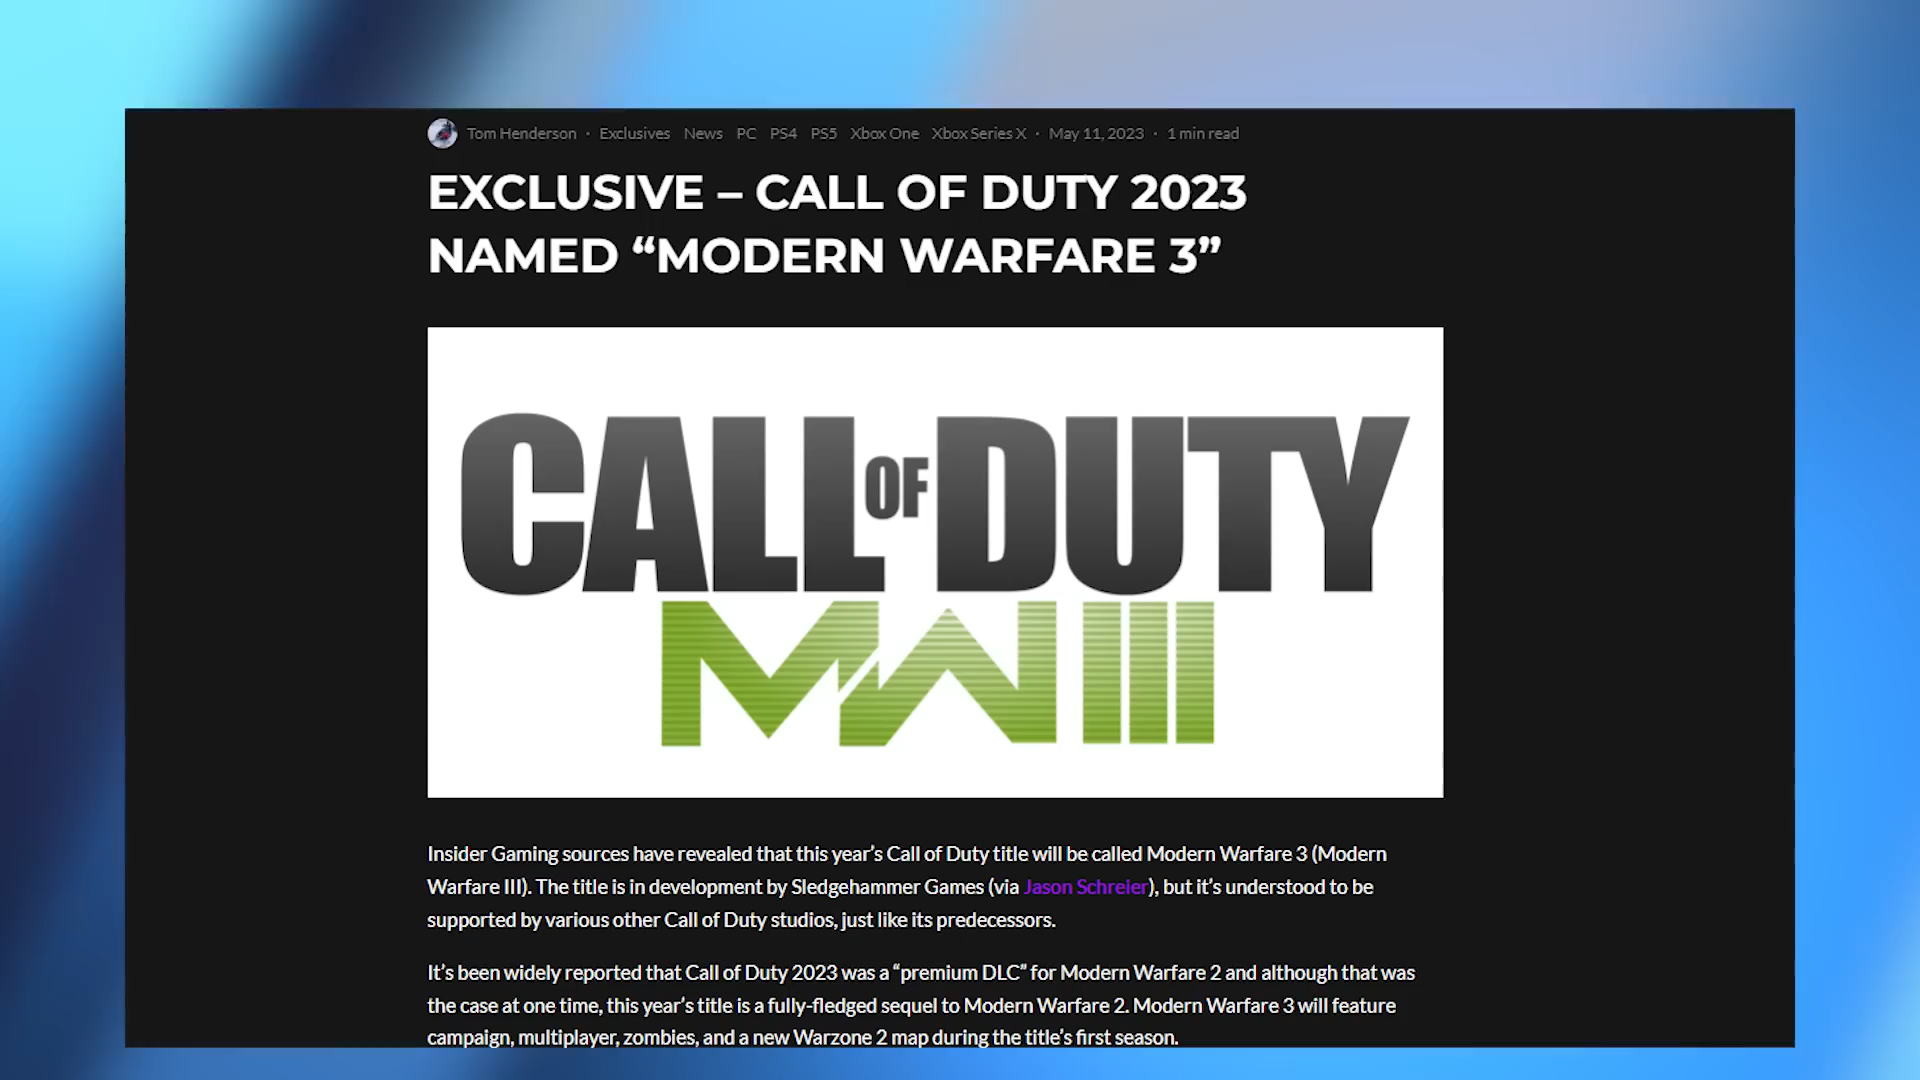 Tom Henderson · Exclusives News PC PS4 PS5 Xbox One Xbox Series X · May 11, 2023 · 1 min read
EXCLUSIVE – CALL OF DUTY 2023
NAMED “MODERN WARFARE 3”
CALL OF DUTY
MW III
Insider Gaming sources have revealed that this year’s Call of Duty title will be called Modern Warfare 3 (Modern
Warfare III). The title is in development by Sledgehammer Games (via Jason Schreier), but it’s understood to be
supported by various other Call of Duty studios, just like its predecessors.
It’s been widely reported that Call of Duty 2023 was a “premium DLC” for Modern Warfare 2 and although that was
the case at one time, this year’s title is a fully-fledged sequel to Modern Warfare 2. Modern Warfare 3 will feature
campaign, multiplayer, zombies, and a new Warzone 2 map during the title’s first season.